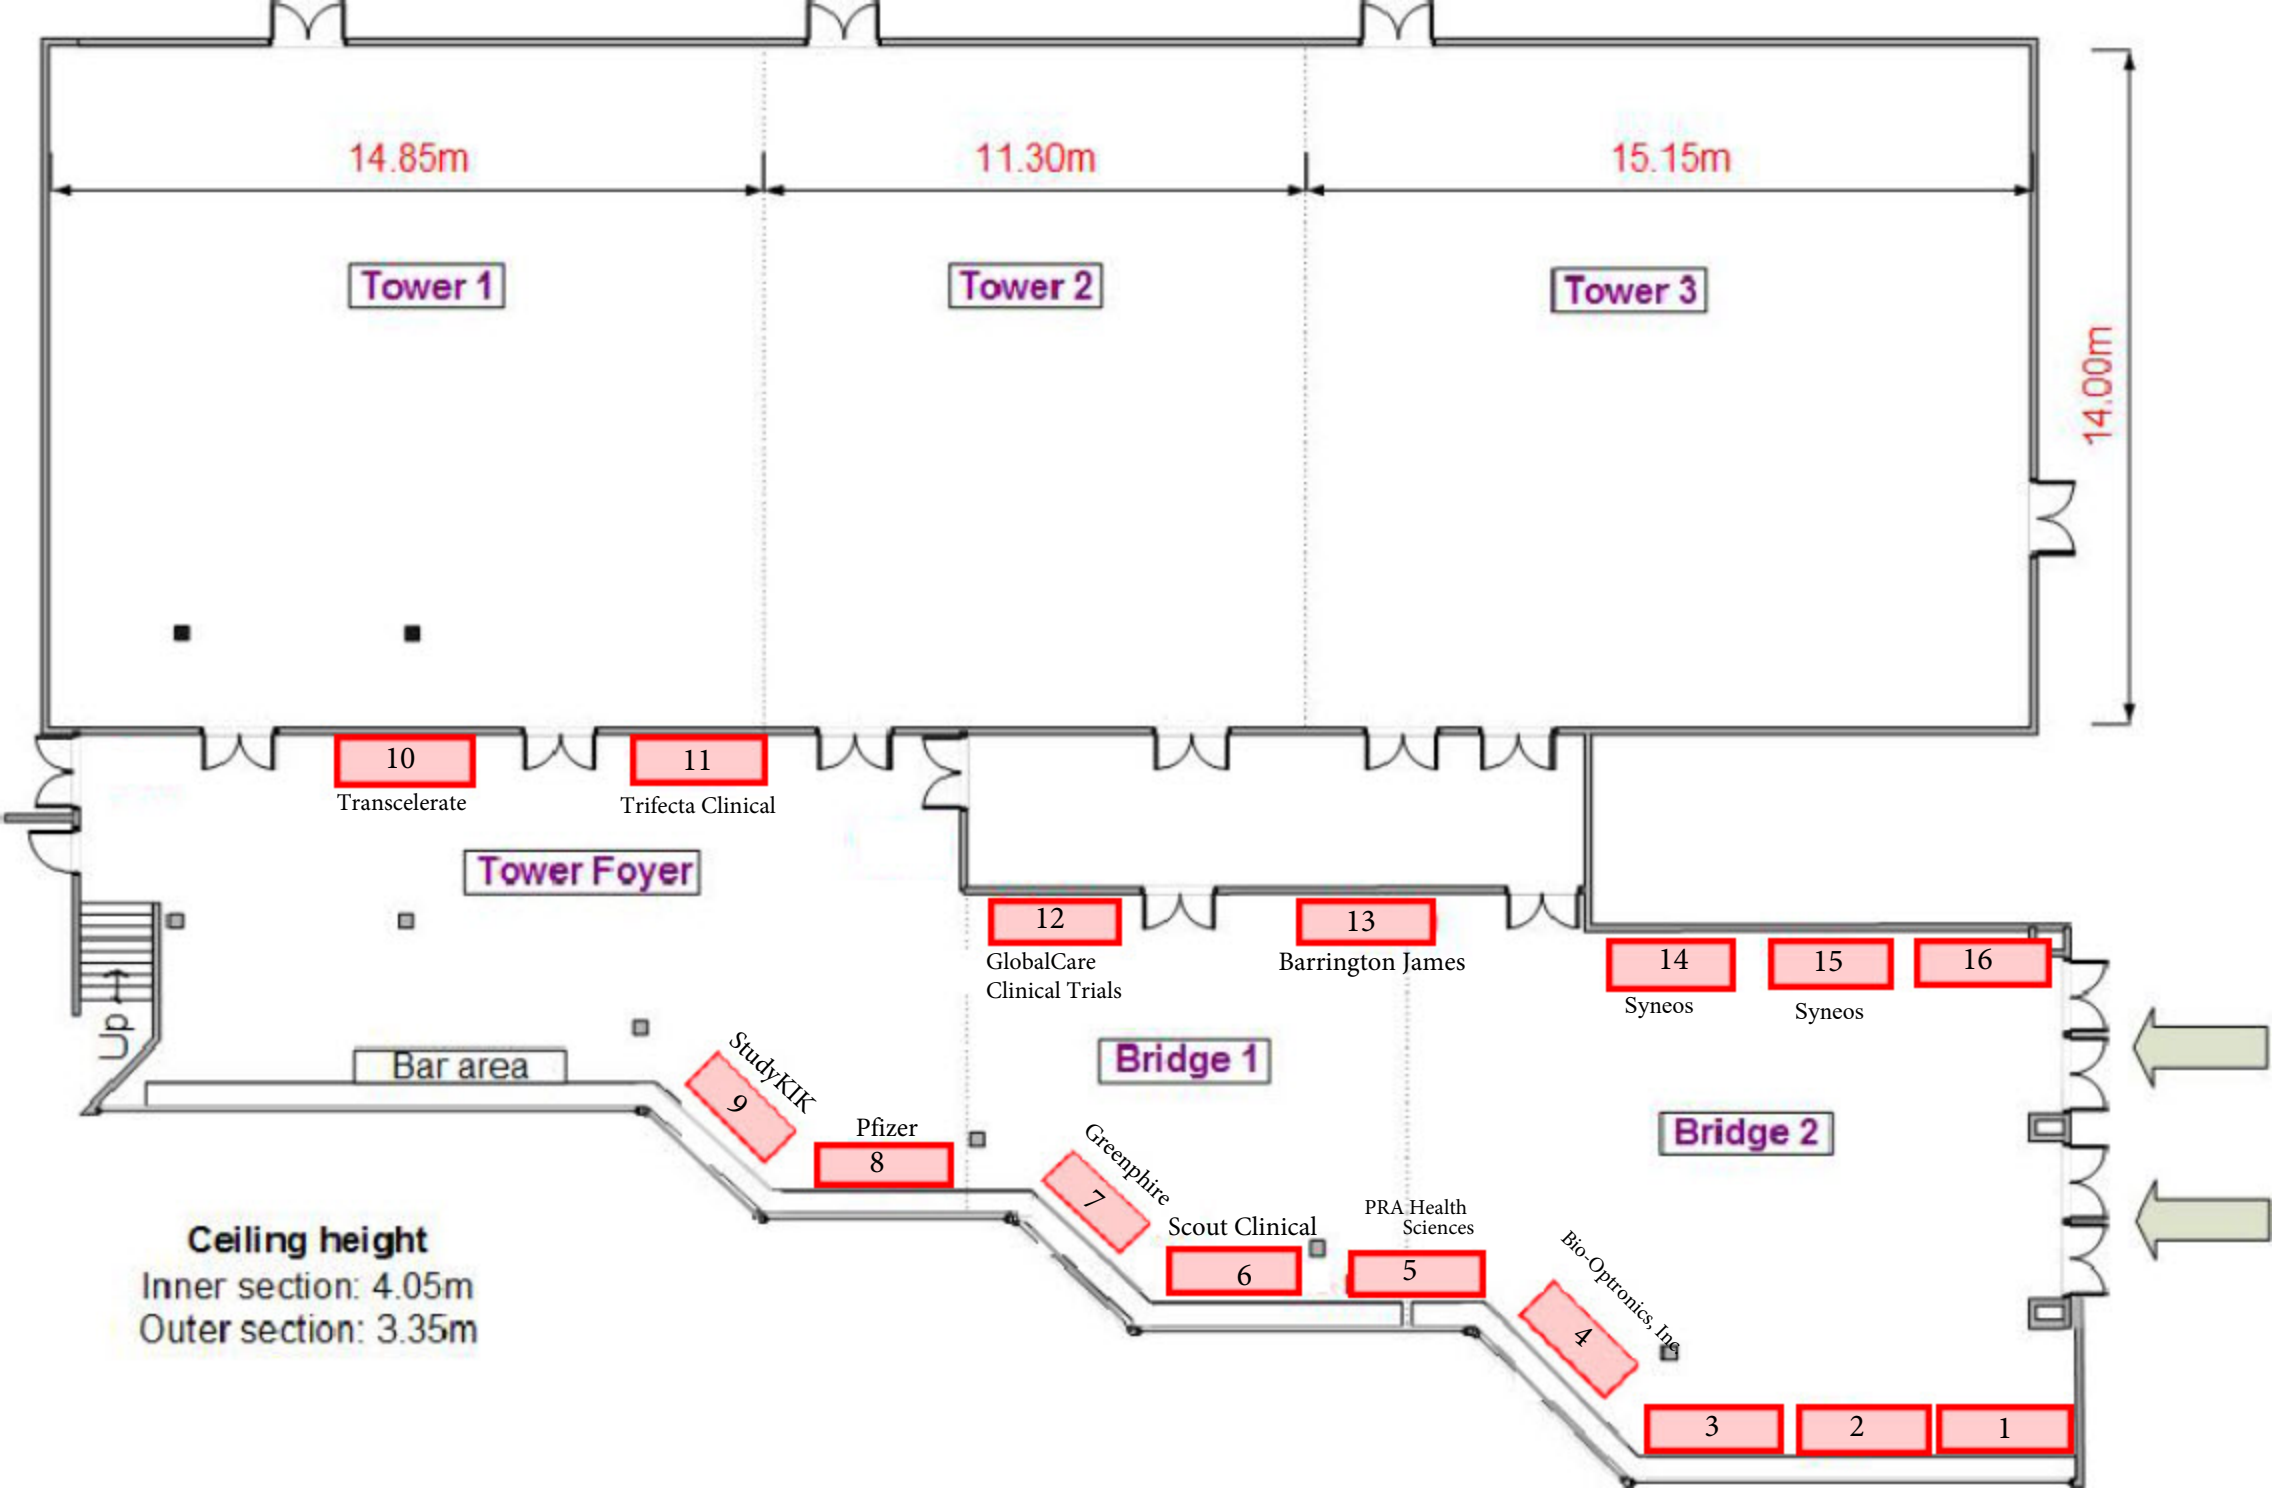 14.85m
11.30m
15.15m
Tower 1
Tower 2
Tower 3
14.00m
10
Transcelerate
11
Trifecta Clinical
Tower Foyer
12
GlobalCare
Clinical Trials
13
Barrington James
14
Syneos
15
Syneos
16
Up
Bar area
Bridge 1
Bridge 2
StudyKIK
9
Pfizer
8
Greenphire
7
Scout Clinical
6
PRA Health
Sciences
5
Bio-Optronics, Inc.
4
3
2
1
Ceiling height
Inner section: 4.05m
Outer section: 3.35m